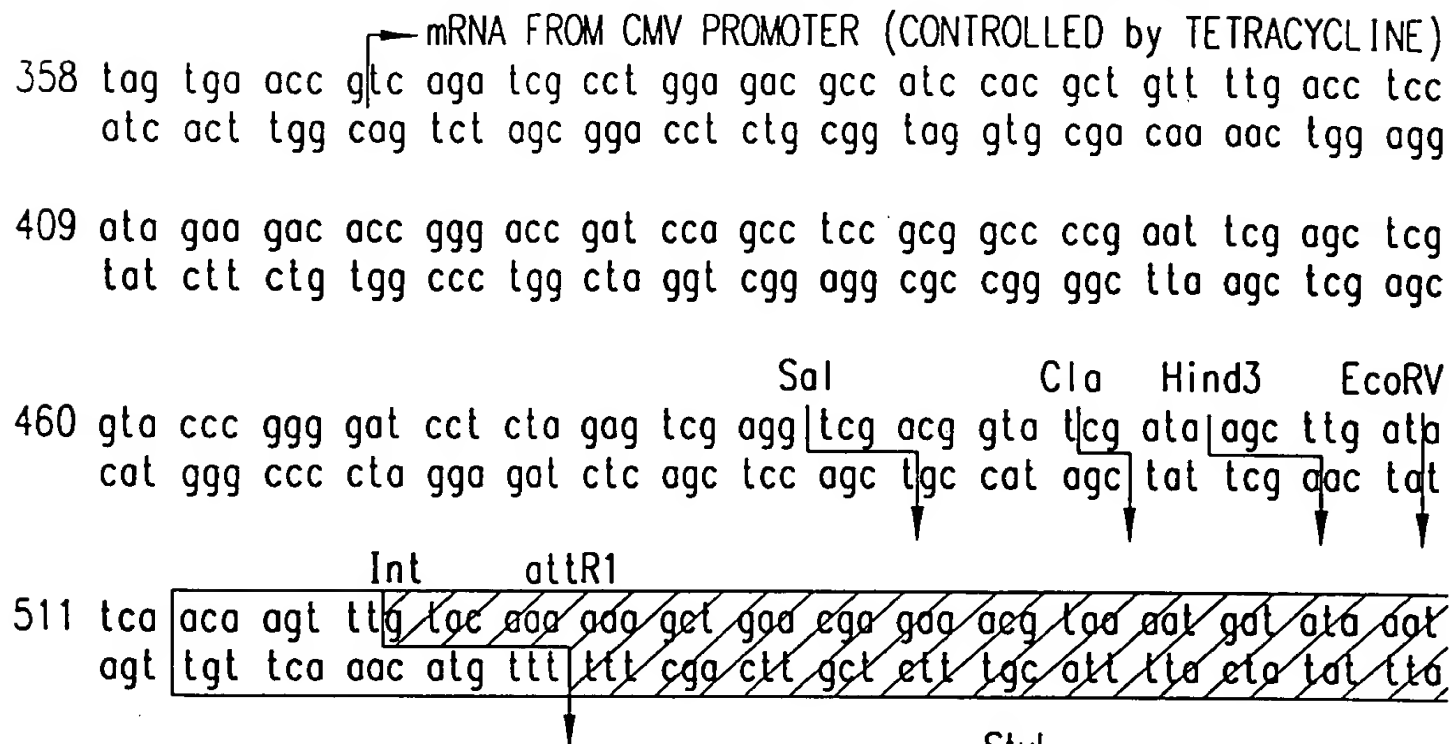 mRNA FROM CMV PROMOTER (CONTROLLED by TETRACYCLINE)
358 tag tga acc gtc aga tcg cct gga gac gcc atc cac gct gtt ttg acc tcc
atc act tgg cag tct agc gga cct ctg cgg tag gtg cga caa aac tgg agg
409 ata gaa gac acc ggg acc gat cca gcc tcc gcg gcc ccg aat tcg agc tcg
tat ctt ctg tgg ccc tgg cta ggt cgg agg cgc cgg ggc tta agc tcg agc
Sal Cla Hind3 EcoRV
460 gta ccc ggg gat cct cta gag tcg agg tcg acg gta tcg ata agc ttg ata
cat ggg ccc cta gga gat ctc agc tcc agc tgc cat agc tat tcg aac tat
Int attR1
511 tca aca agt ttg tac aaa aaa gct gaa cga gaa acg taa aat gat ata aat
agt tgt tca aac atg ttt ttt cga ctt gct ctt tgc att tta cta tat tta